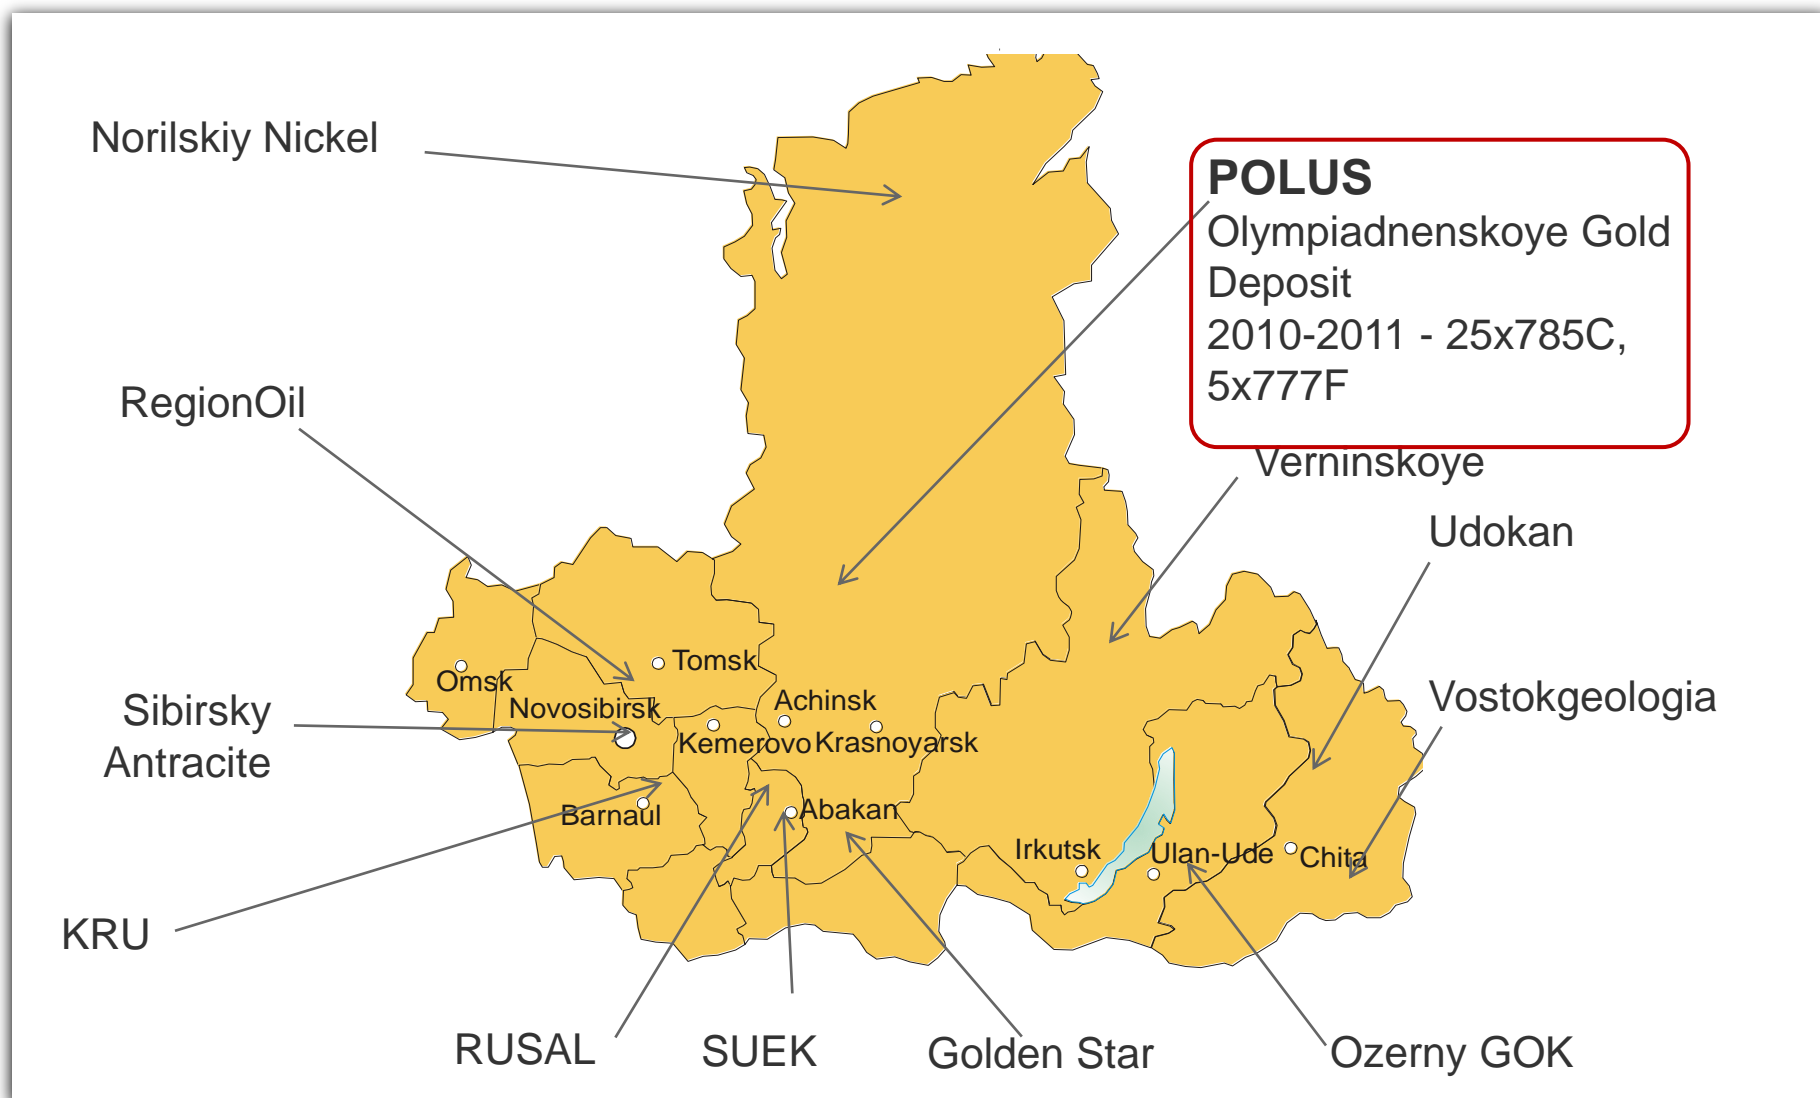 Norilskiy Nickel
POLUS
Olympiadnenskoye Gold
Deposit
2010-2011 - 25x785C,
5x777F
RegionOil
Verninskoye
Udokan
Tomsk
Omsk
Sibirsky
Antracite
Novosibirsk
Achinsk
Vostokgeologia
Kemerovo
Krasnoyarsk
Barnaul
Abakan
Irkutsk
Ulan-Ude
Chita
KRU
RUSAL
SUEK
Golden Star
Ozerny GOK